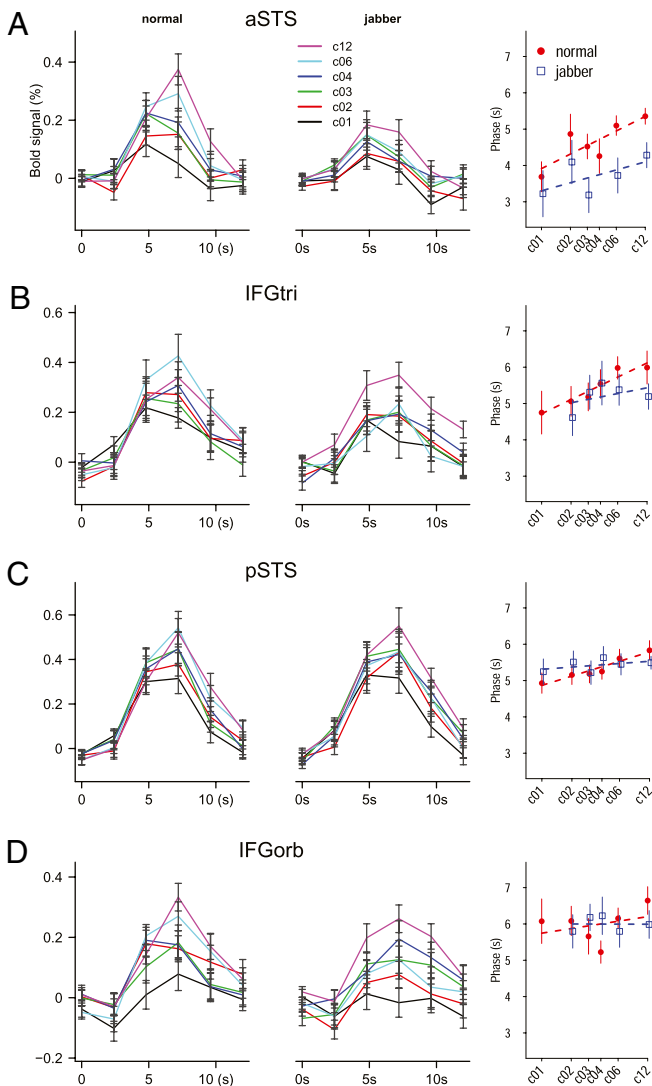 A
aSTS
normal
jabber
Bold signal (%)
0.4
0.2
0
0 5 10 (s)
0s 5s 10s
c12
c06
c04
c03
c02
c01
normal
jabber
Phase (s)
7
6
5
4
3
c01 c02 c03 c04 c06 c12
B
IFGtri
0.6
0.4
0.2
0
0 5 10 (s)
0s 5s 10s
Phase (s)
7
6
5
4
3
c01 c02 c03 c04 c06 c12
C
pSTS
0.6
0.4
0.2
0
0 5 10 (s)
0s 5s 10s
Phase (s)
7
6
5
4
3
c01 c02 c03 c04 c06 c12
D
IFGorb
0.4
0.2
0
−0.2
0 5 10 (s)
0s 5s 10s
Phase (s)
7
6
5
4
3
c01 c02 c03 c04 c06 c12